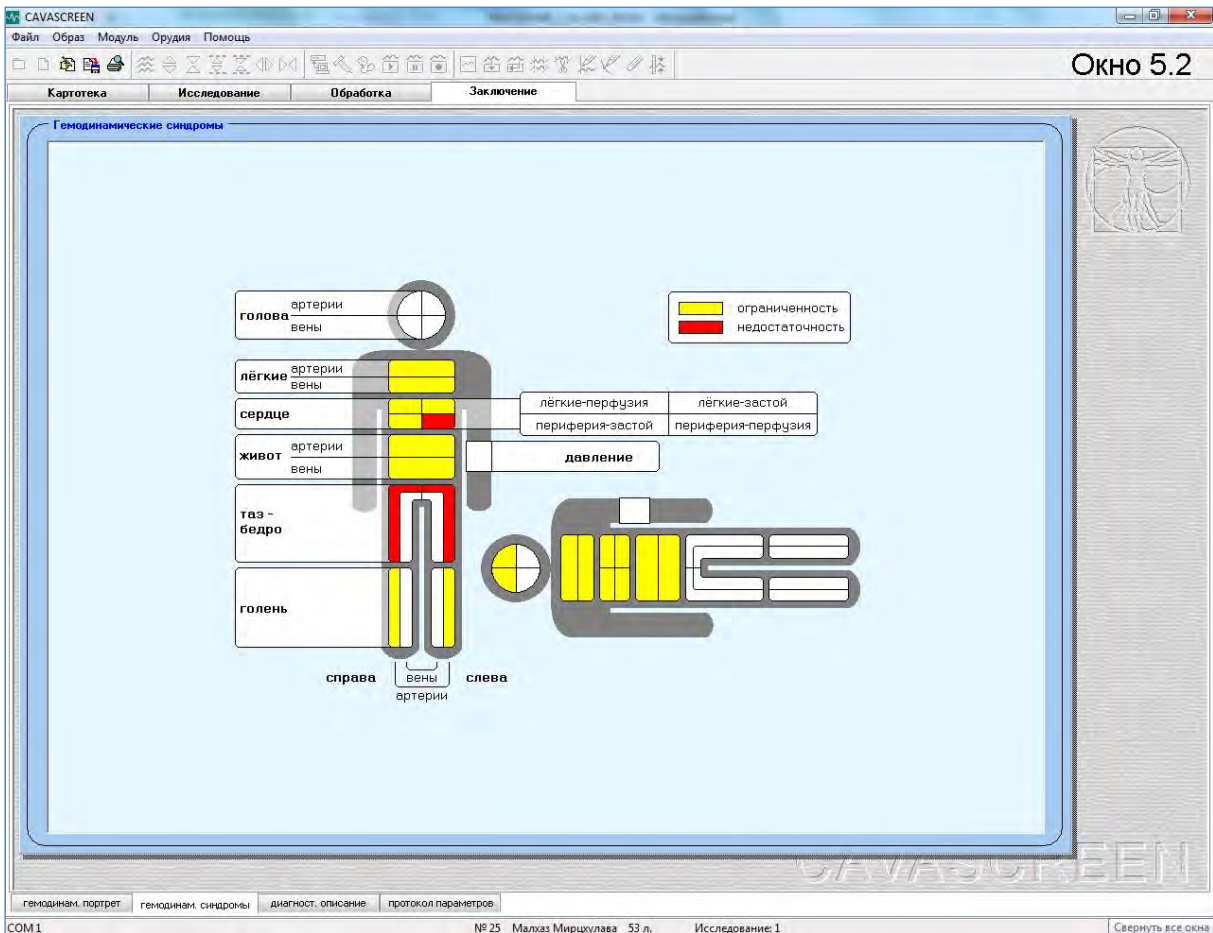 CAVASCREEN
Файл Образ Модуль Орудия Помощь
Окно 5.2
Картотека Исследование Обработка Заключение
Гемодинамические синдромы
голова артерии
вены
ограниченность
недостаточность
лёгкие артерии
вены
сердце
лёгкие-перфузия лёгкие-застой
периферия-застой периферия-перфузия
живот артерии
вены
давление
таз -
бедро
голень
справа вены слева
артерии
CAVASCREEN
гемодинам. портрет гемодинам. синдромы диагност. описание протокол параметров
COM1 № 25 Малхаз Мирцхулава 53 л. Исследование: 1 Свернуть все окна